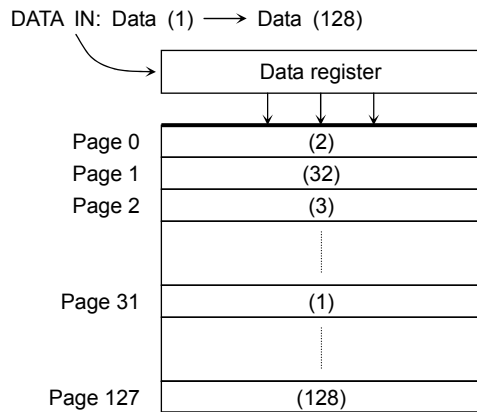 DATA IN: Data (1) → Data (128)
Data register
Page 0 (2)
Page 1 (32)
Page 2 (3)
Page 31 (1)
Page 127 (128)